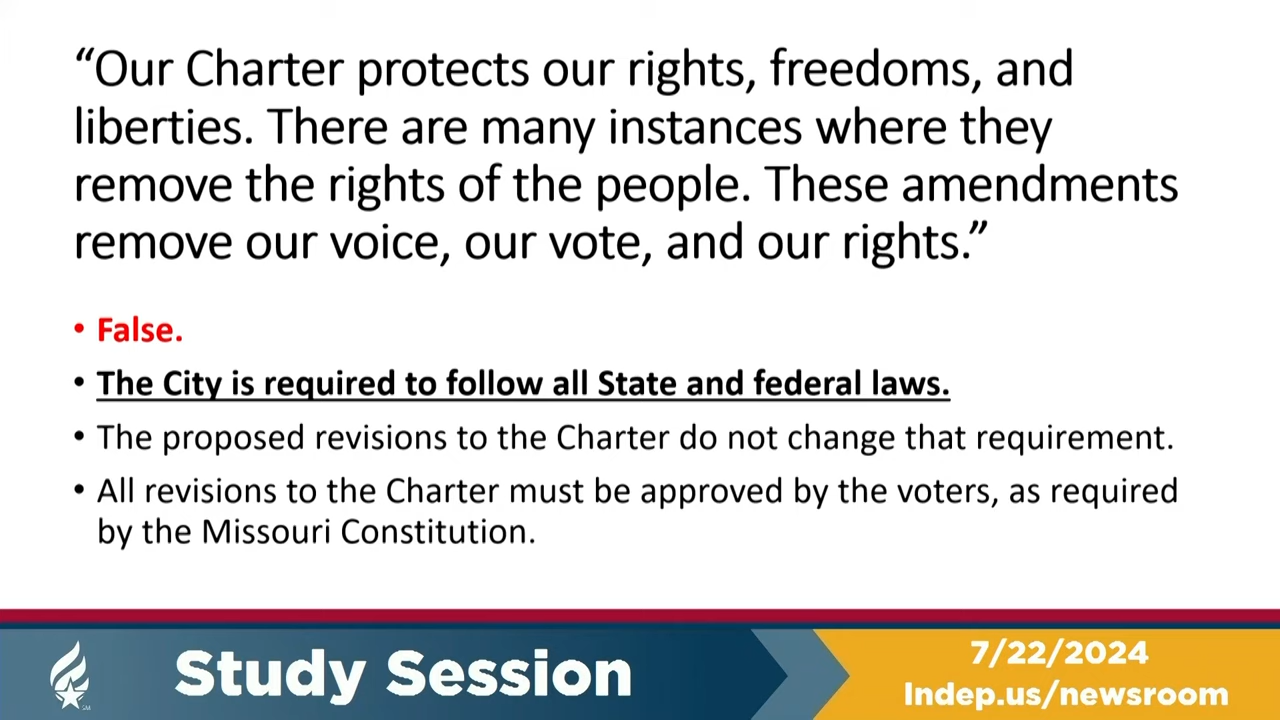 “Our Charter protects our rights, freedoms, and
liberties. There are many instances where they
remove the rights of the people. These amendments
remove our voice, our vote, and our rights.”
• False.
• The City is required to follow all State and federal laws.
• The proposed revisions to the Charter do not change that requirement.
• All revisions to the Charter must be approved by the voters, as required
by the Missouri Constitution.
SM
Study Session
7/22/2024
Indep.us/newsroom